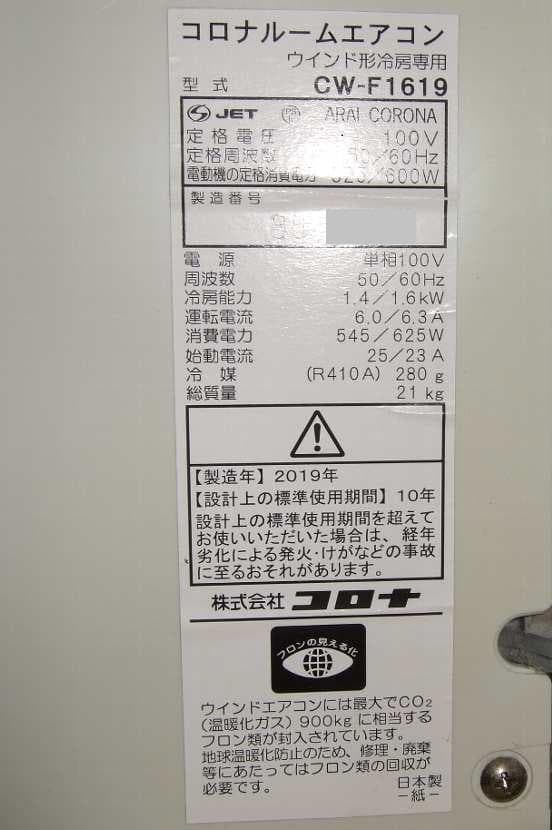 コロナルームエアコン
ウインド形冷房専用
型式 CW-F1619
JET ARAI CORONA
定格電圧 100V
定格周波数 50/60Hz
電動機の定格消費電力 525/600W
製造番号
電源 単相100V
周波数 50/60Hz
冷房能力 1.4/1.6kW
運転電流 6.0/6.3A
消費電力 545/625W
始動電流 25/23A
冷媒 (R410A) 280g
総質量 21kg
【製造年】2019年
【設計上の標準使用期間】10年
設計上の標準使用期間を超えて
お使いいただいた場合は、経年
劣化による発火・けがなどの事故
に至るおそれがあります。
株式会社 コロナ
フロンの見える化
ウインドエアコンには最大でCO₂
(温暖化ガス)900kgに相当する
フロン類が封入されています。
地球温暖化防止のため、修理・廃棄
等にあたってはフロン類の回収が
必要です。 日本製
-紙-